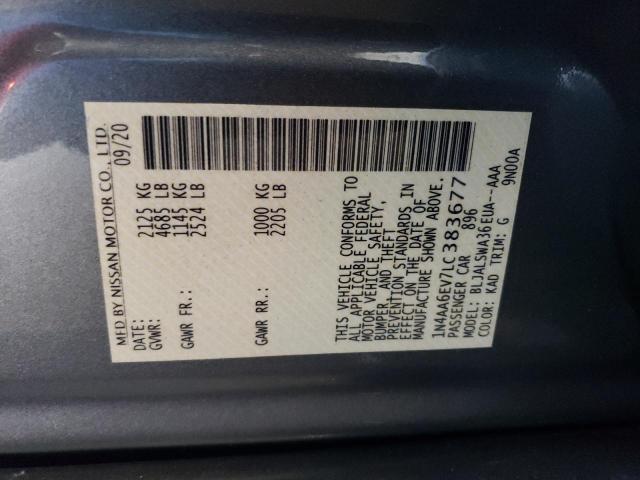 MFD BY NISSAN MOTOR CO., LTD.
DATE: 09/20
GVWR: 2125 KG
4685 LB
GAWR FR: 1145 KG
2524 LB
GAWR RR: 1000 KG
2205 LB
THIS VEHICLE CONFORMS TO
ALL APPLICABLE FEDERAL
MOTOR VEHICLE SAFETY,
BUMPER, AND THEFT
PREVENTION STANDARDS IN
EFFECT ON THE DATE OF
MANUFACTURE SHOWN ABOVE.
1N4AA6EV7LC383677
PASSENGER CAR 896
MODEL: BLJALSWA36EUA--AAA
COLOR: KAD TRIM: G 9N00A